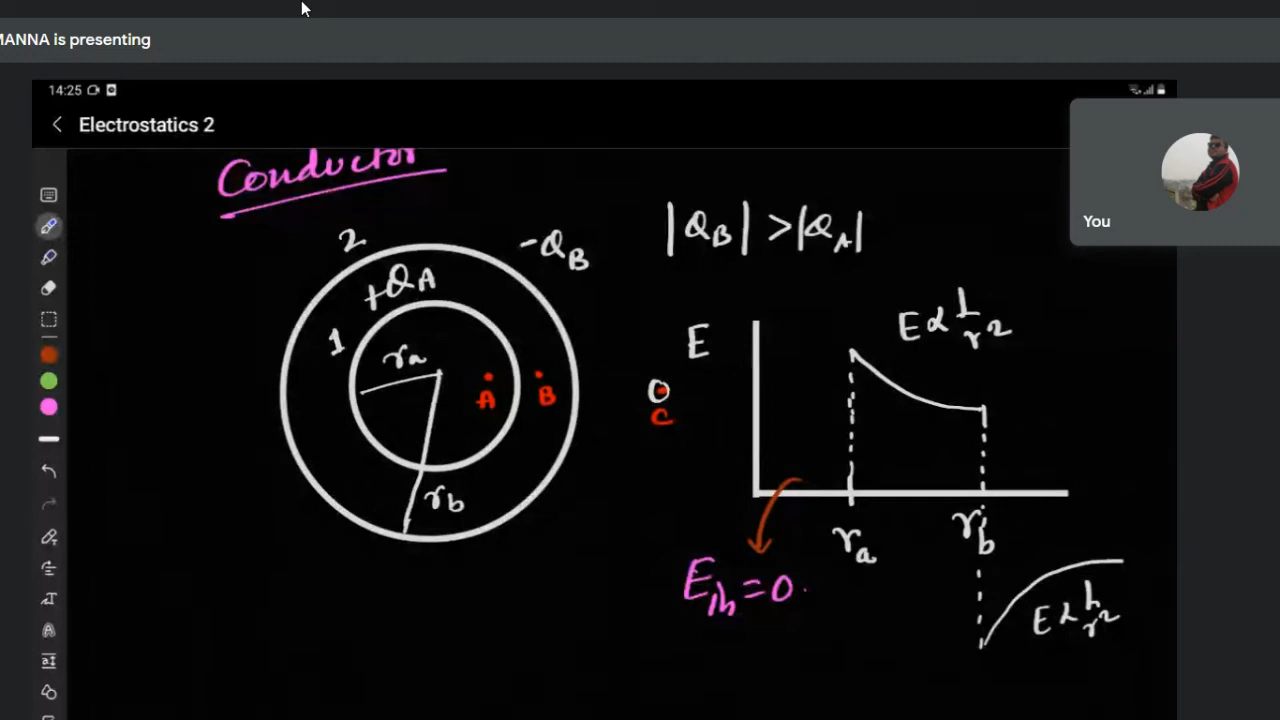 MANNA is presenting
14:25
Electrostatics 2
You
Conductor
2
-QB
|QB| >|QA|
+QA
1
ra
A
B
C
rb
E
E∝ 1/r2
ra
rb
Ein=0
E∝ 1/r2